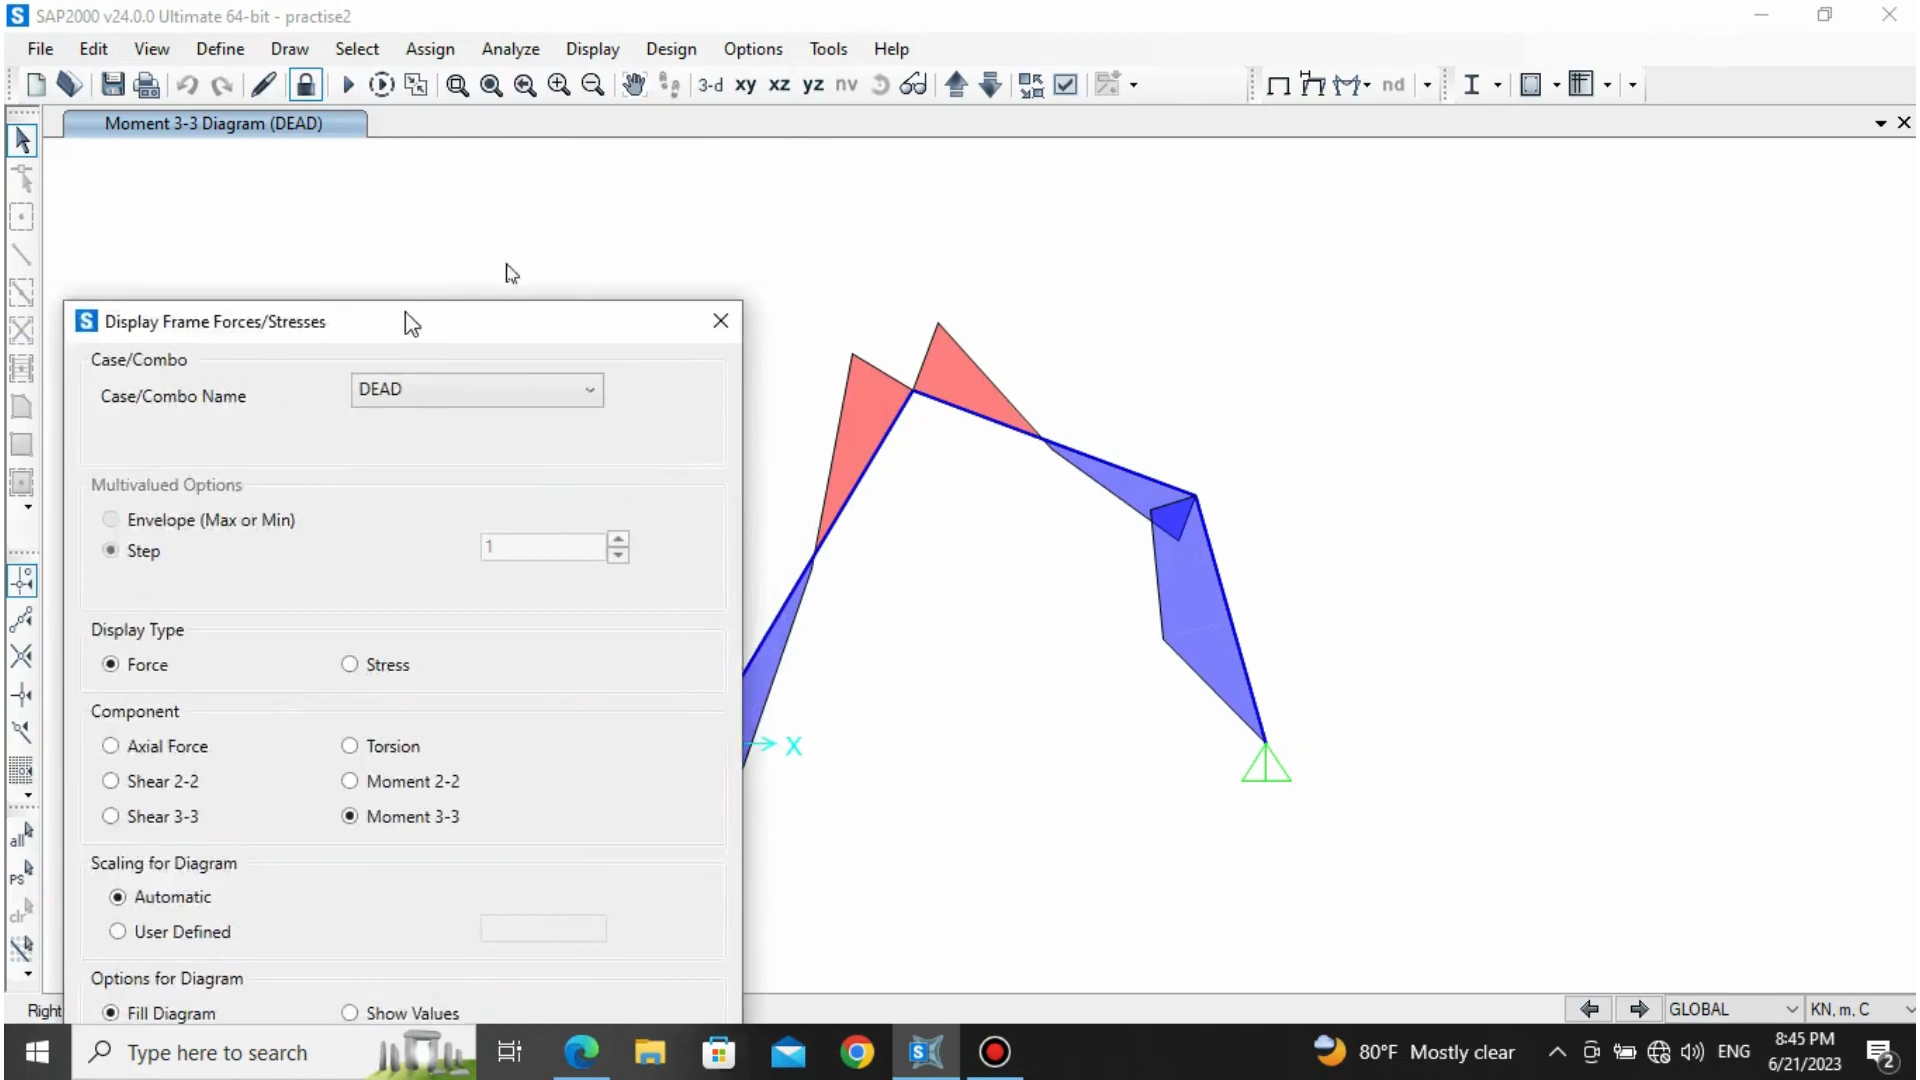 SAP2000 v24.0.0 Ultimate 64-bit - practise2
File Edit View Define Draw Select Assign Analyze Display Design Options Tools Help
3-d xy xz yz nv nd
Moment 3-3 Diagram (DEAD)
Display Frame Forces/Stresses
Case/Combo
Case/Combo Name DEAD
Multivalued Options
Envelope (Max or Min)
Step 1
Display Type
Force Stress
Component
Axial Force Torsion
Shear 2-2 Moment 2-2
Shear 3-3 Moment 3-3
Scaling for Diagram
Automatic
User Defined
Options for Diagram
Fill Diagram Show Values
X
all
PS
clr
Right
GLOBAL KN, m, C
Type here to search
80°F Mostly clear
ENG
8:45 PM
6/21/2023
2